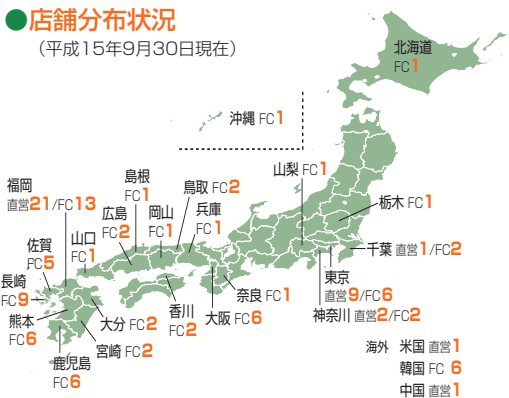 ●店舗分布状況
（平成15年9月30日現在）
北海道
FC1
沖縄 FC1
山梨 FC1
福岡
直営21/FC13
島根
FC1
鳥取 FC2
広島
FC2
岡山
FC1
兵庫
FC1
栃木 FC1
佐賀
FC5
山口
FC1
千葉 直営1/FC2
長崎
FC9
東京
直営9/FC6
奈良 FC1
香川
FC2
大阪 FC6
神奈川 直営2/FC2
熊本
FC6
大分 FC2
宮崎 FC2
鹿児島
FC6
海外 米国 直営1
韓国 FC 6
中国 直営1